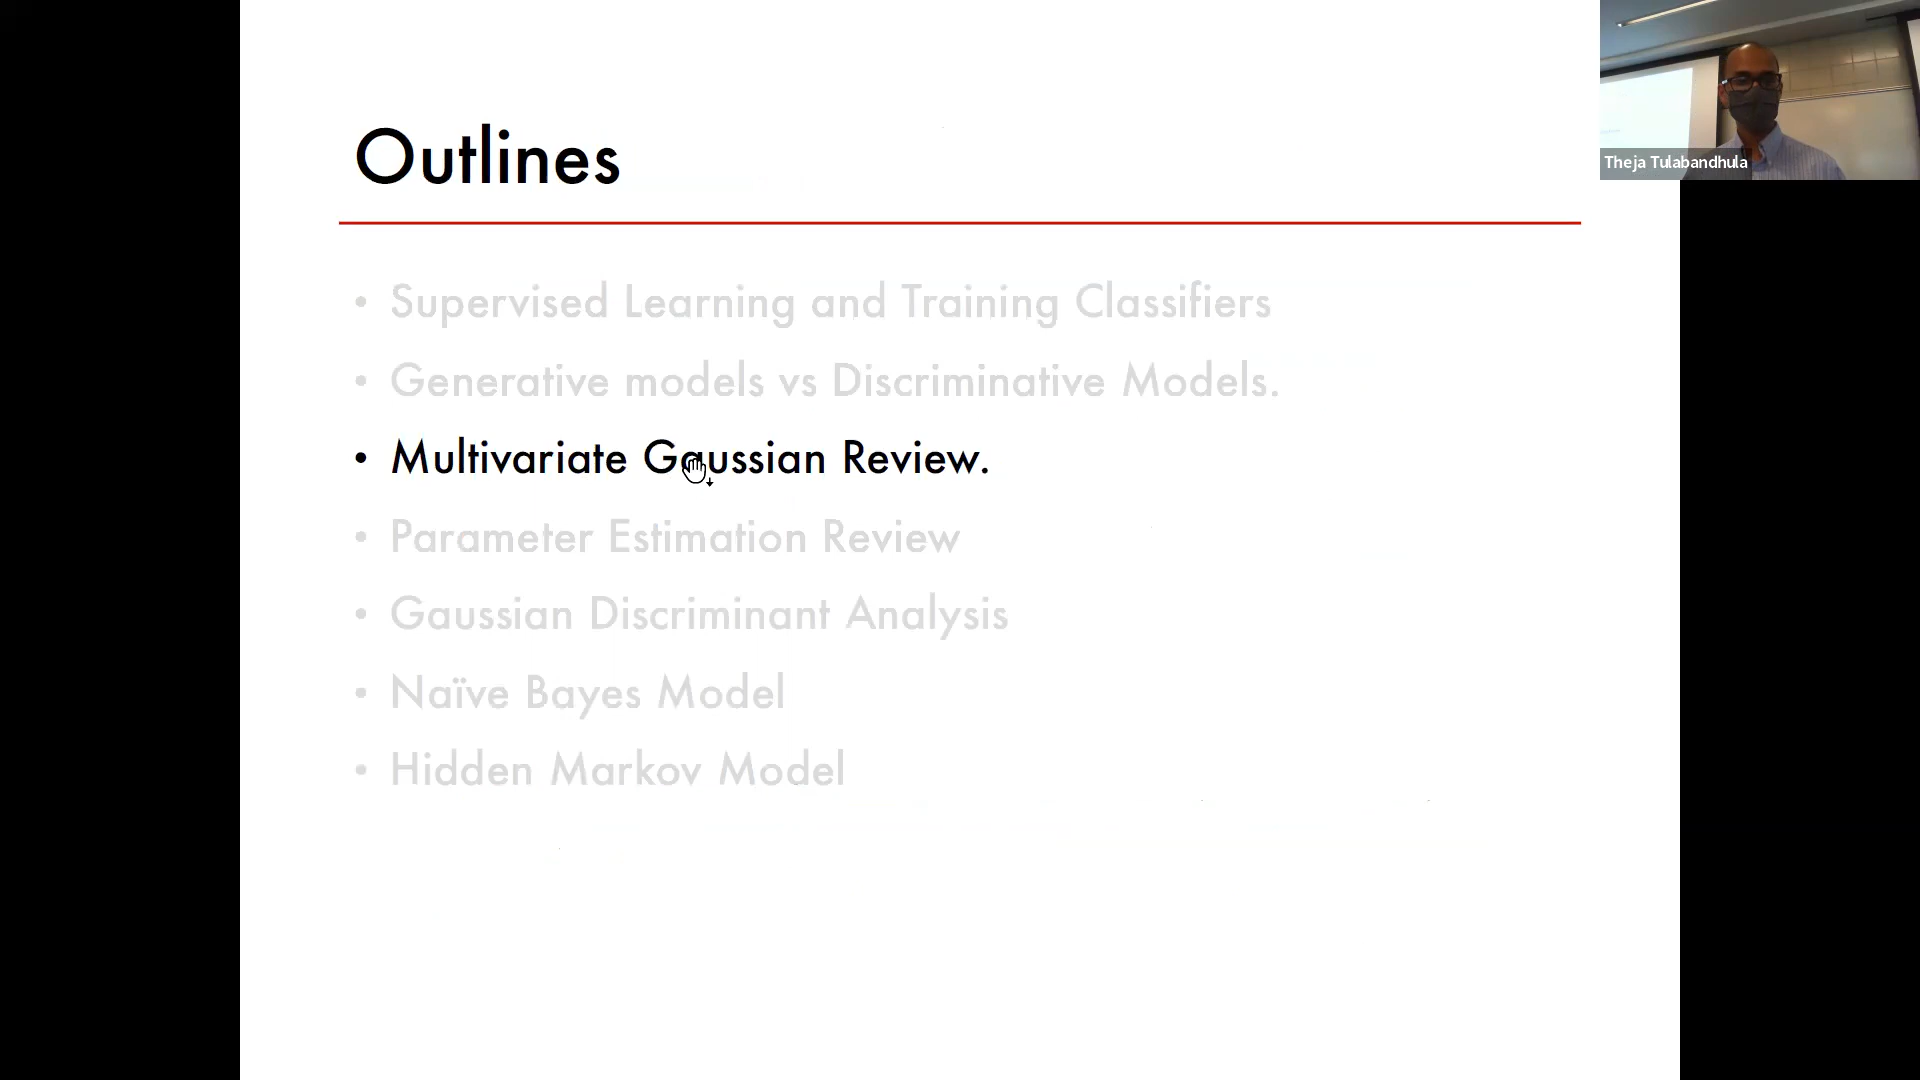 Outlines
Theja Tulabandhula
• Supervised Learning and Training Classifiers
• Generative models vs Discriminative Models.
• Multivariate Gaussian Review.
• Parameter Estimation Review
• Gaussian Discriminant Analysis
• Naïve Bayes Model
• Hidden Markov Model